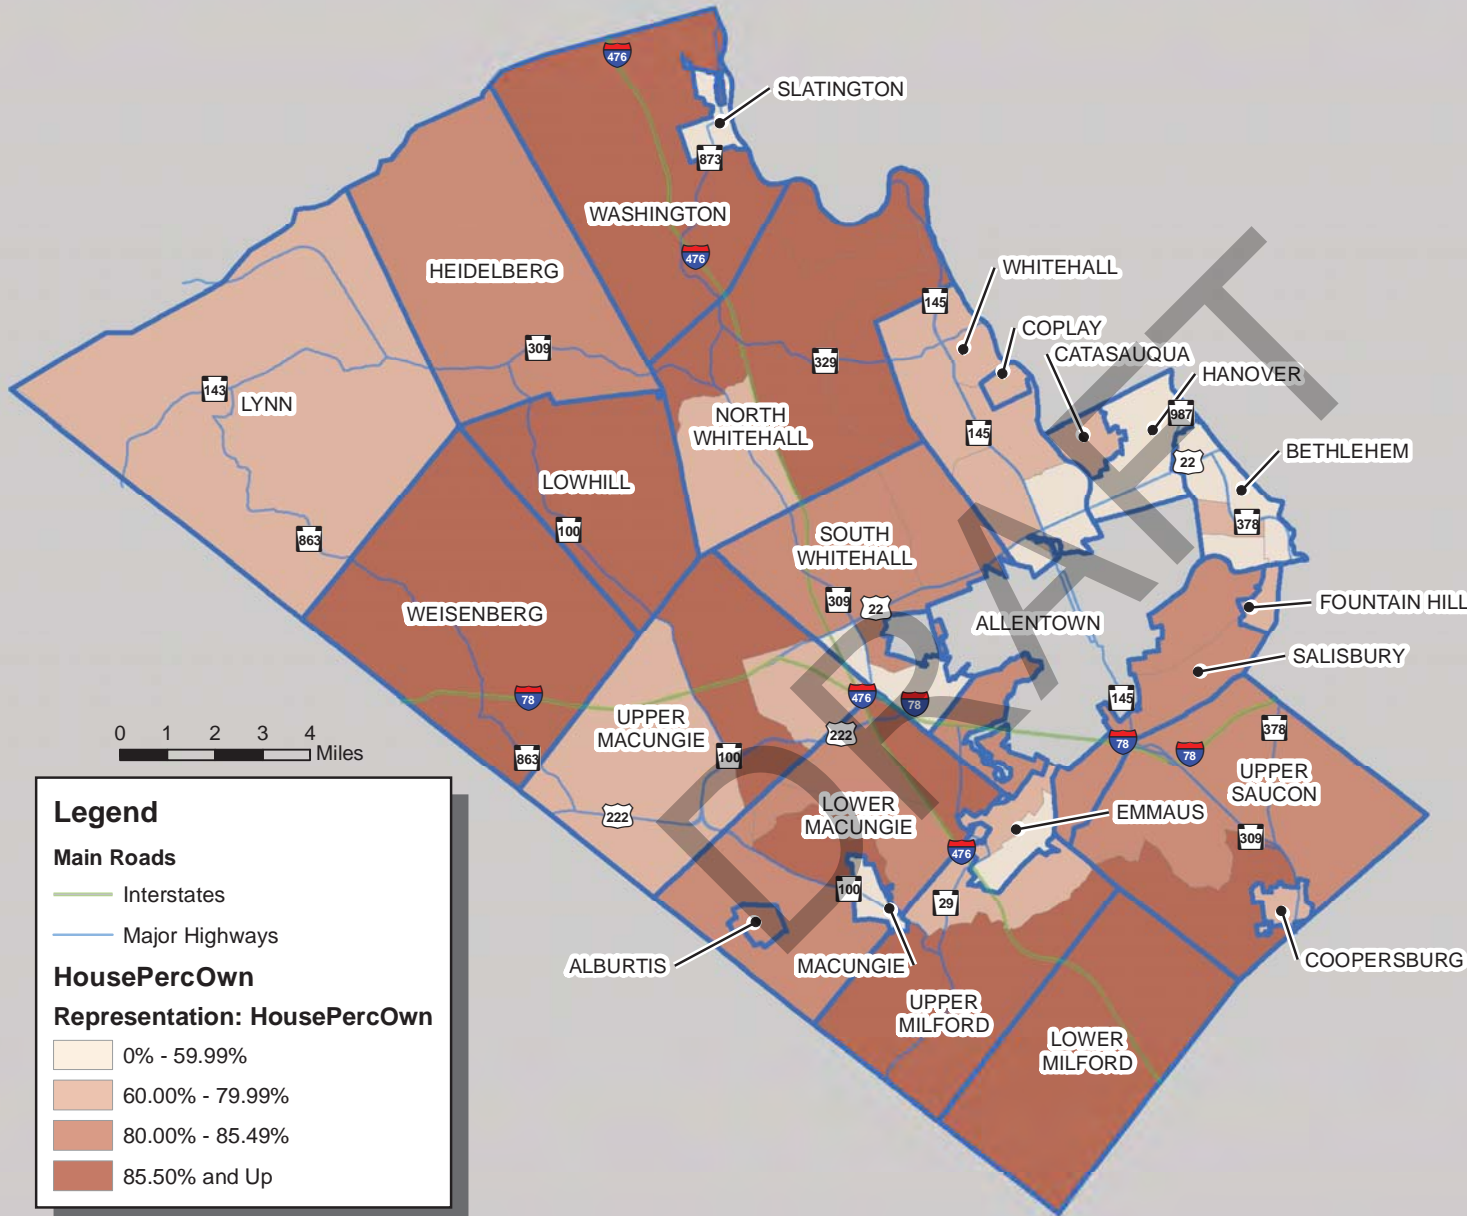 476
SLATINGTON
873
WASHINGTON
476
HEIDELBERG
WHITEHALL
145
COPLAY
CATASAUQUA
HANOVER
309
329
143
LYNN
987
NORTH
WHITEHALL
145
22
BETHLEHEM
LOWHILL
378
100
863
SOUTH
WHITEHALL
309
22
FOUNTAIN HILL
WEISENBERG
ALLENTOWN
SALISBURY
78
476
78
145
UPPER
MACUNGIE
222
378
78
78
863
100
UPPER
SAUCON
0 1 2 3 4
Miles
222
LOWER
MACUNGIE
EMMAUS
309
476
100
29
ALBURTIS
MACUNGIE
COOPERSBURG
UPPER
MILFORD
LOWER
MILFORD
DRAFT
Legend
Main Roads
Interstates
Major Highways
HousePercOwn
Representation: HousePercOwn
0% - 59.99%
60.00% - 79.99%
80.00% - 85.49%
85.50% and Up